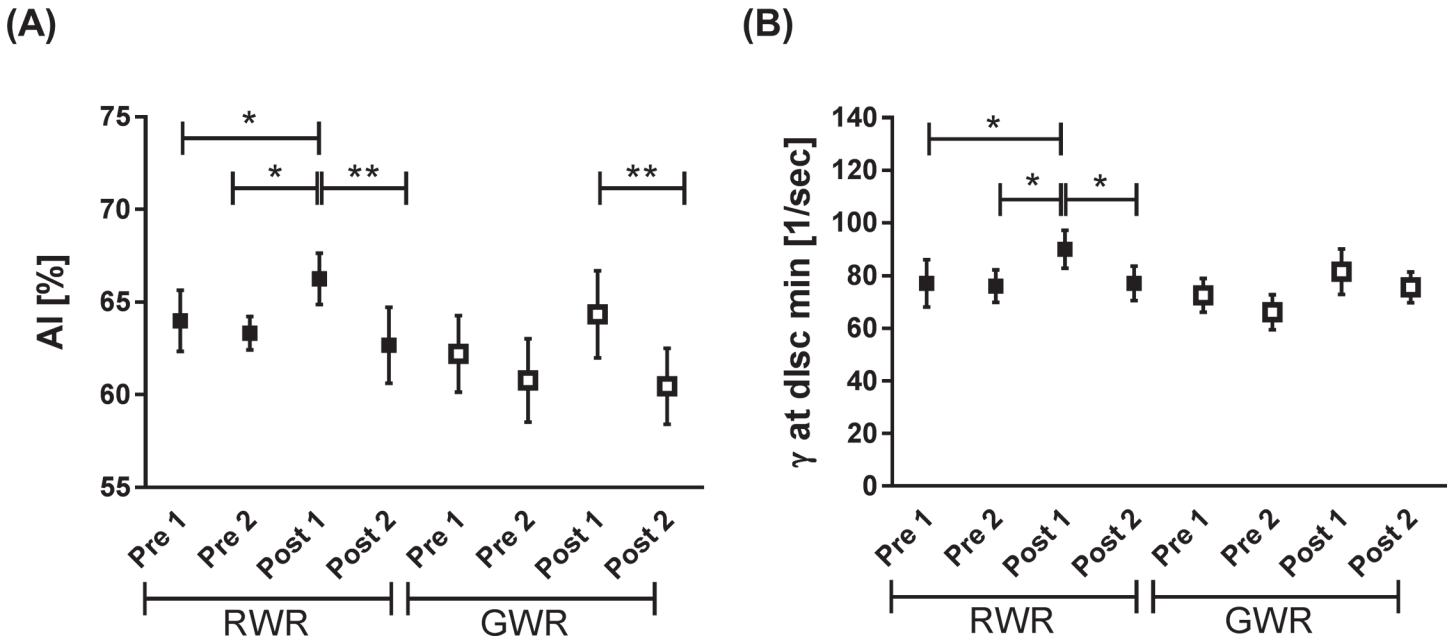 (A)
AI [%]
75
70
65
60
55
*
* **
**
Pre 1 Pre 2 Post 1 Post 2 Pre 1 Pre 2 Post 1 Post 2
RWR GWR
(B)
γ at dIsc min [1/sec]
140
120
100
80
60
40
20
0
*
* *
Pre 1 Pre 2 Post 1 Post 2 Pre 1 Pre 2 Post 1 Post 2
RWR GWR